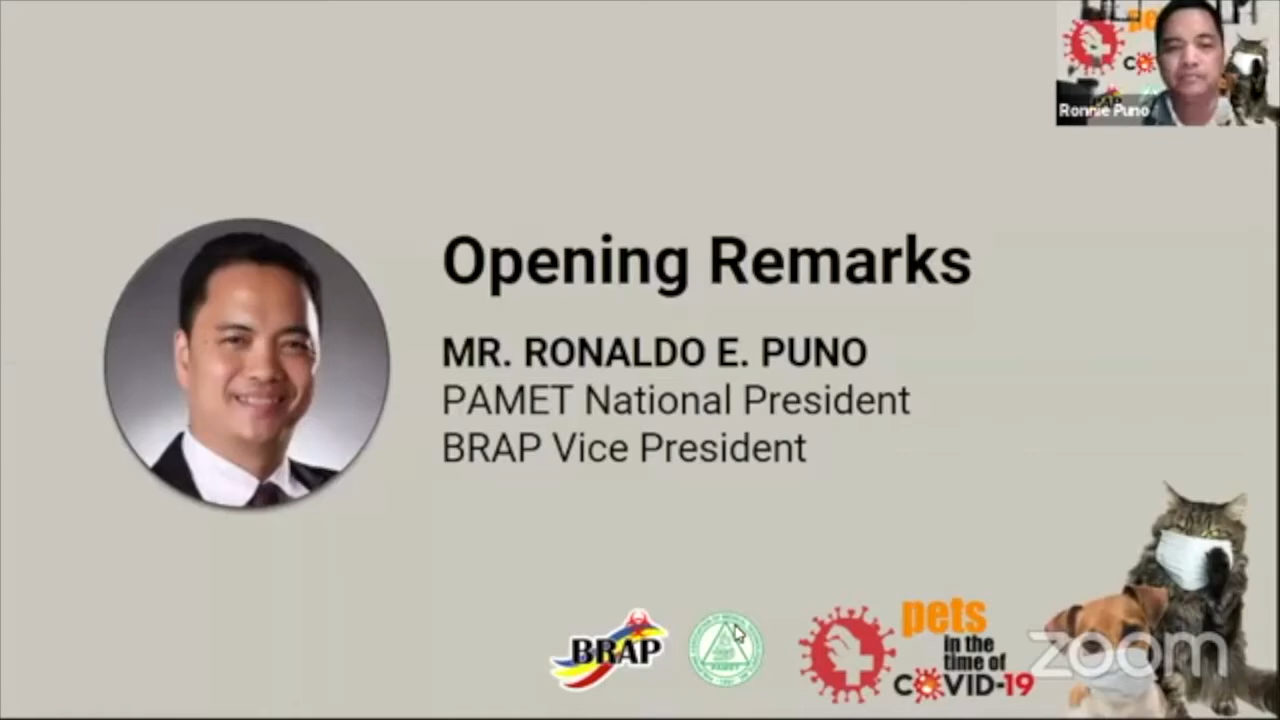 Ronnie Puno
Opening Remarks
MR. RONALDO E. PUNO
PAMET National President
BRAP Vice President
BRAP
PAMET
pets
in the
time of
COVID-19
zoom